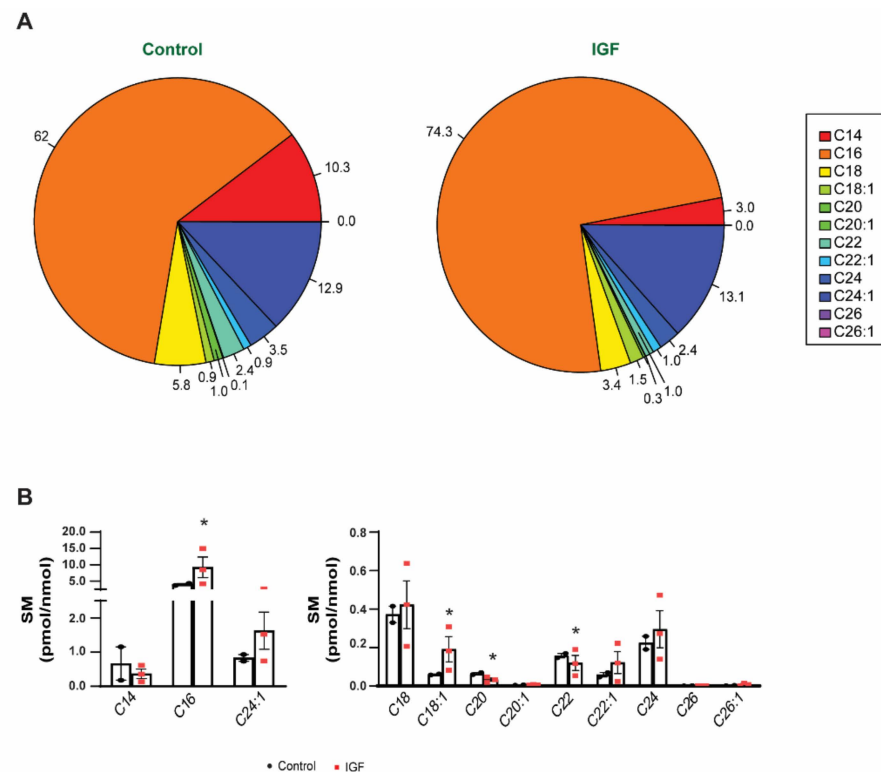 A
Control
IGF
62
10.3
0.0
12.9
3.5
0.9
2.4
0.1
1.0
0.9
5.8
74.3
3.0
0.0
13.1
2.4
1.0
1.0
0.3
1.5
3.4
C14
C16
C18
C18:1
C20
C20:1
C22
C22:1
C24
C24:1
C26
C26:1
B
SM
(pmol/nmol)
20.0
15.0
10.0
5.0
2.0
1.0
0.0
*
C14
C16
C24:1
SM
(pmol/nmol)
0.8
0.6
0.4
0.2
0.0
*
*
*
C18
C18:1
C20
C20:1
C22
C22:1
C24
C26
C26:1
Control IGF